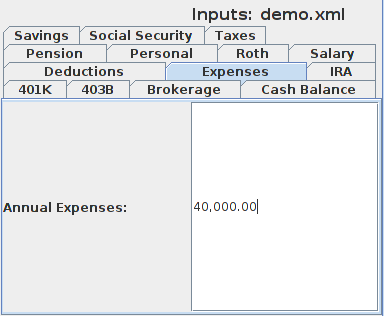 Inputs: demo.xml
Savings Social Security Taxes
Pension Personal Roth Salary
Deductions Expenses IRA
401K 403B Brokerage Cash Balance
Annual Expenses: 40,000.00